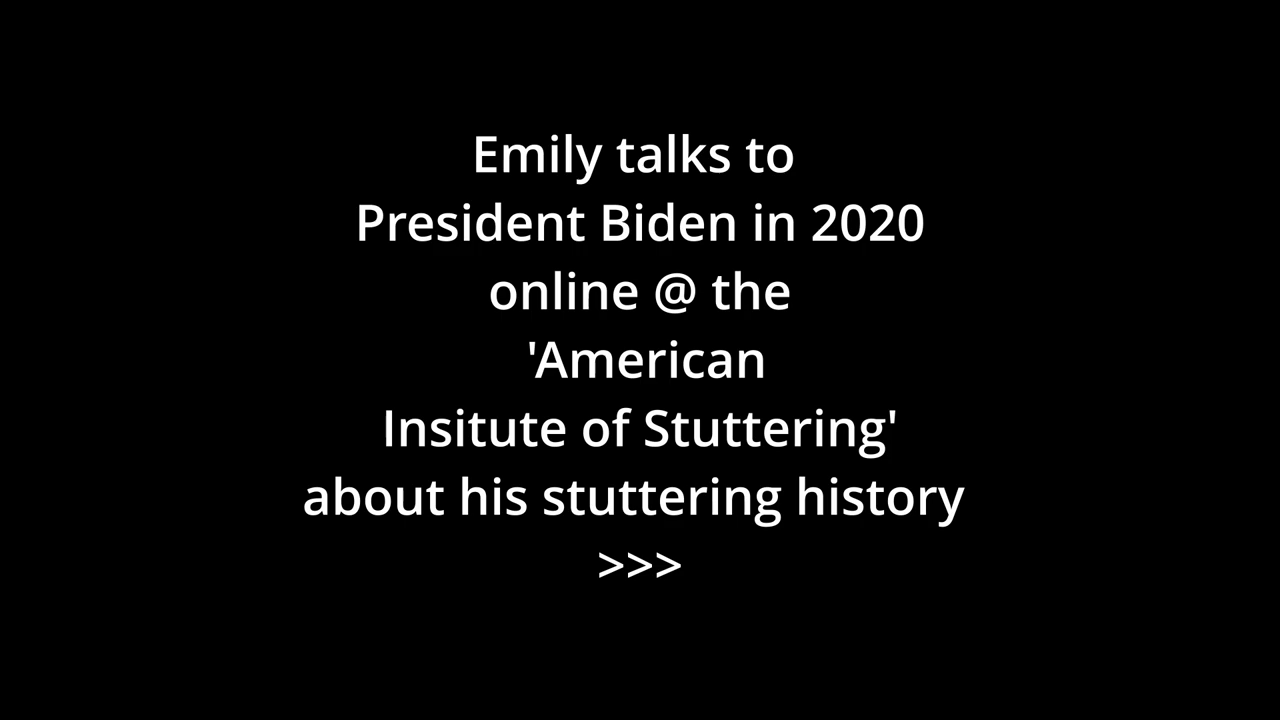 Emily talks to
President Biden in 2020
online @ the
'American
Insitute of Stuttering'
about his stuttering history
>>>